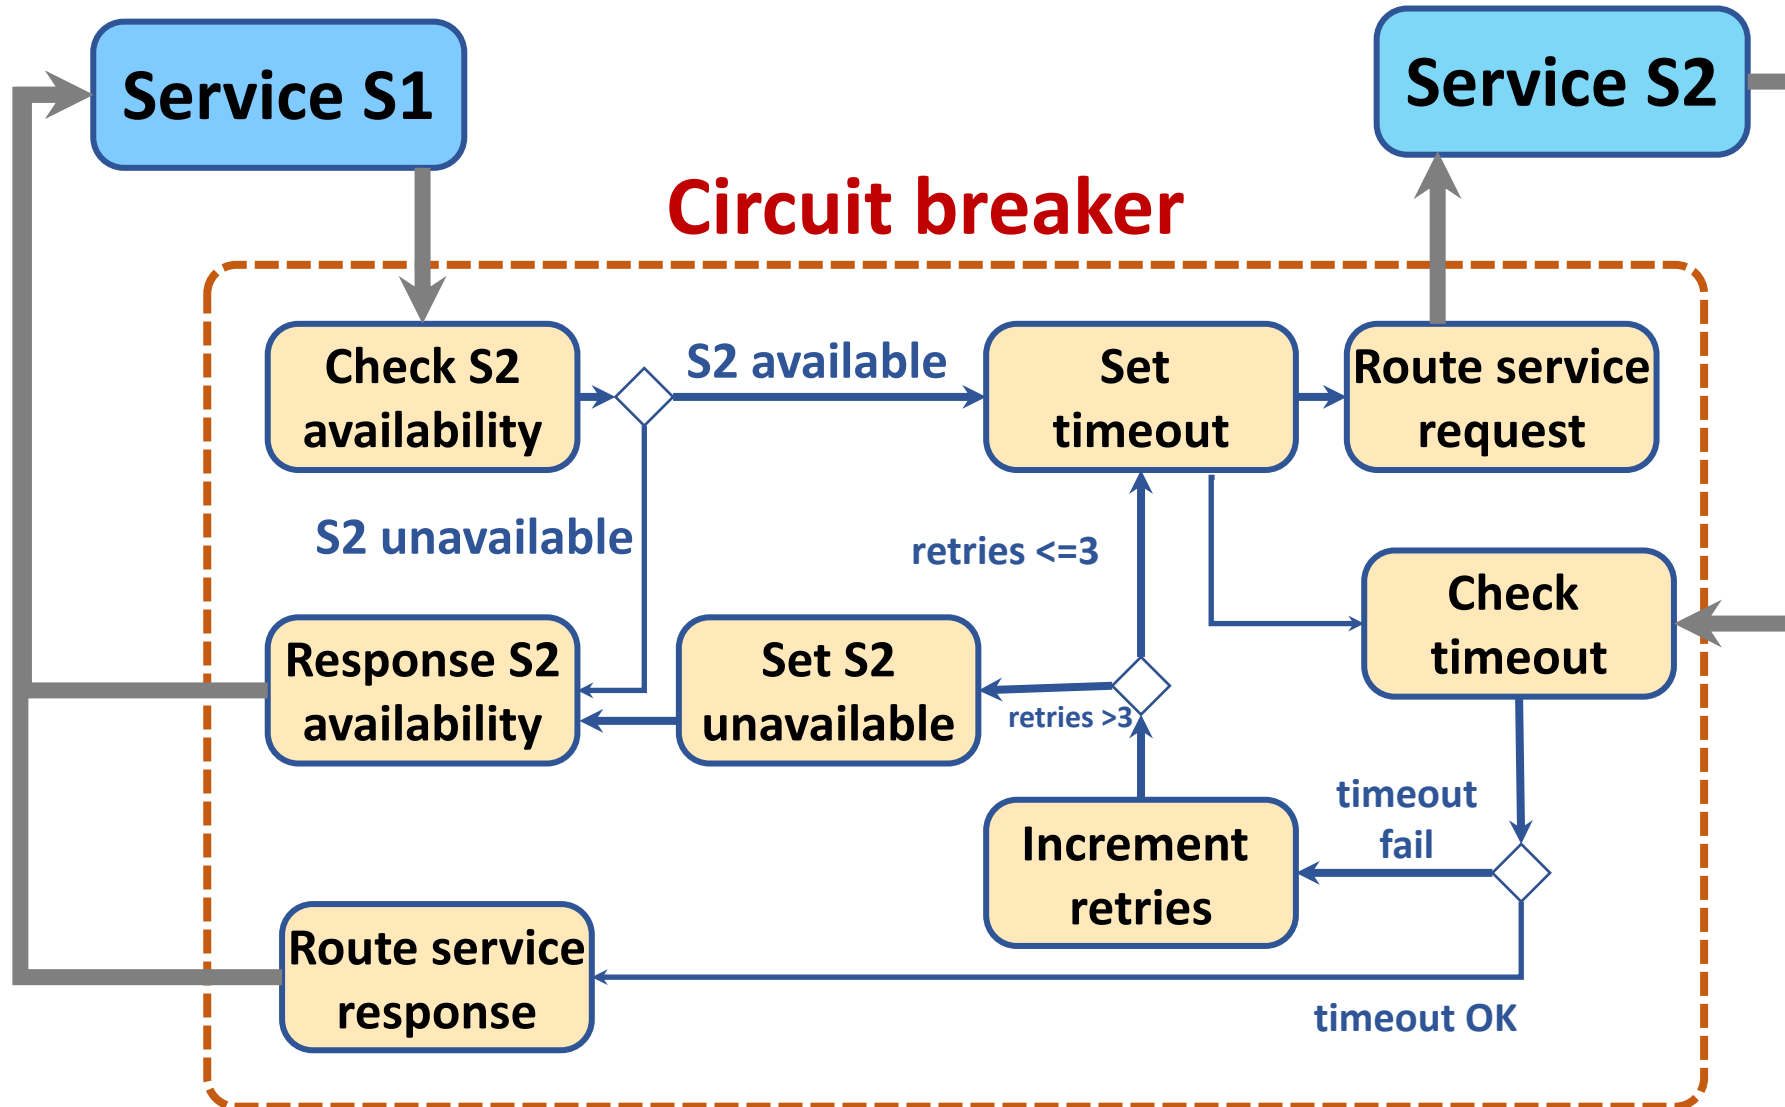 Service S1
Service S2
Circuit breaker
Check S2
availability
S2 available
Set
timeout
Route service
request
S2 unavailable
retries <=3
Check
timeout
Response S2
availability
Set S2
unavailable
retries >3
timeout
fail
Increment
retries
Route service
response
timeout OK